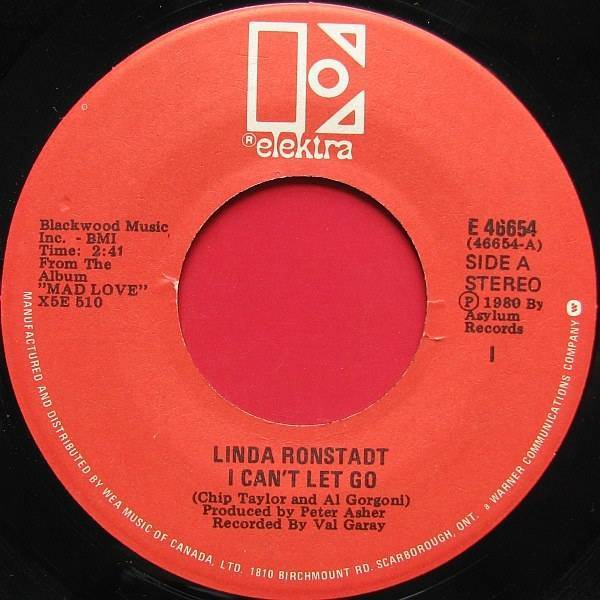 ® elektra
Blackwood Music
Inc. - BMI
Time: 2:41
From The
Album
"MAD LOVE"
X5E 510
E 46654
(46654-A)
SIDE A
STEREO
Ⓟ 1980 By
Asylum
Records
I
LINDA RONSTADT
I CAN'T LET GO
(Chip Taylor and Al Gorgoni)
Produced by Peter Asher
Recorded By Val Garay
MANUFACTURED AND DISTRIBUTED BY WEA MUSIC OF CANADA, LTD. 1810 BIRCHMOUNT RD. SCARBOROUGH, ONT. a WARNER COMMUNICATIONS COMPANY